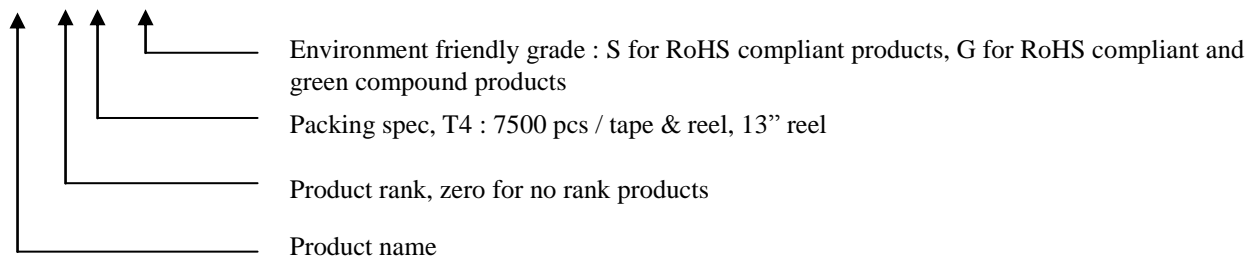 Environment friendly grade : S for RoHS compliant products, G for RoHS compliant and
green compound products
Packing spec, T4 : 7500 pcs / tape & reel, 13” reel
Product rank, zero for no rank products
Product name